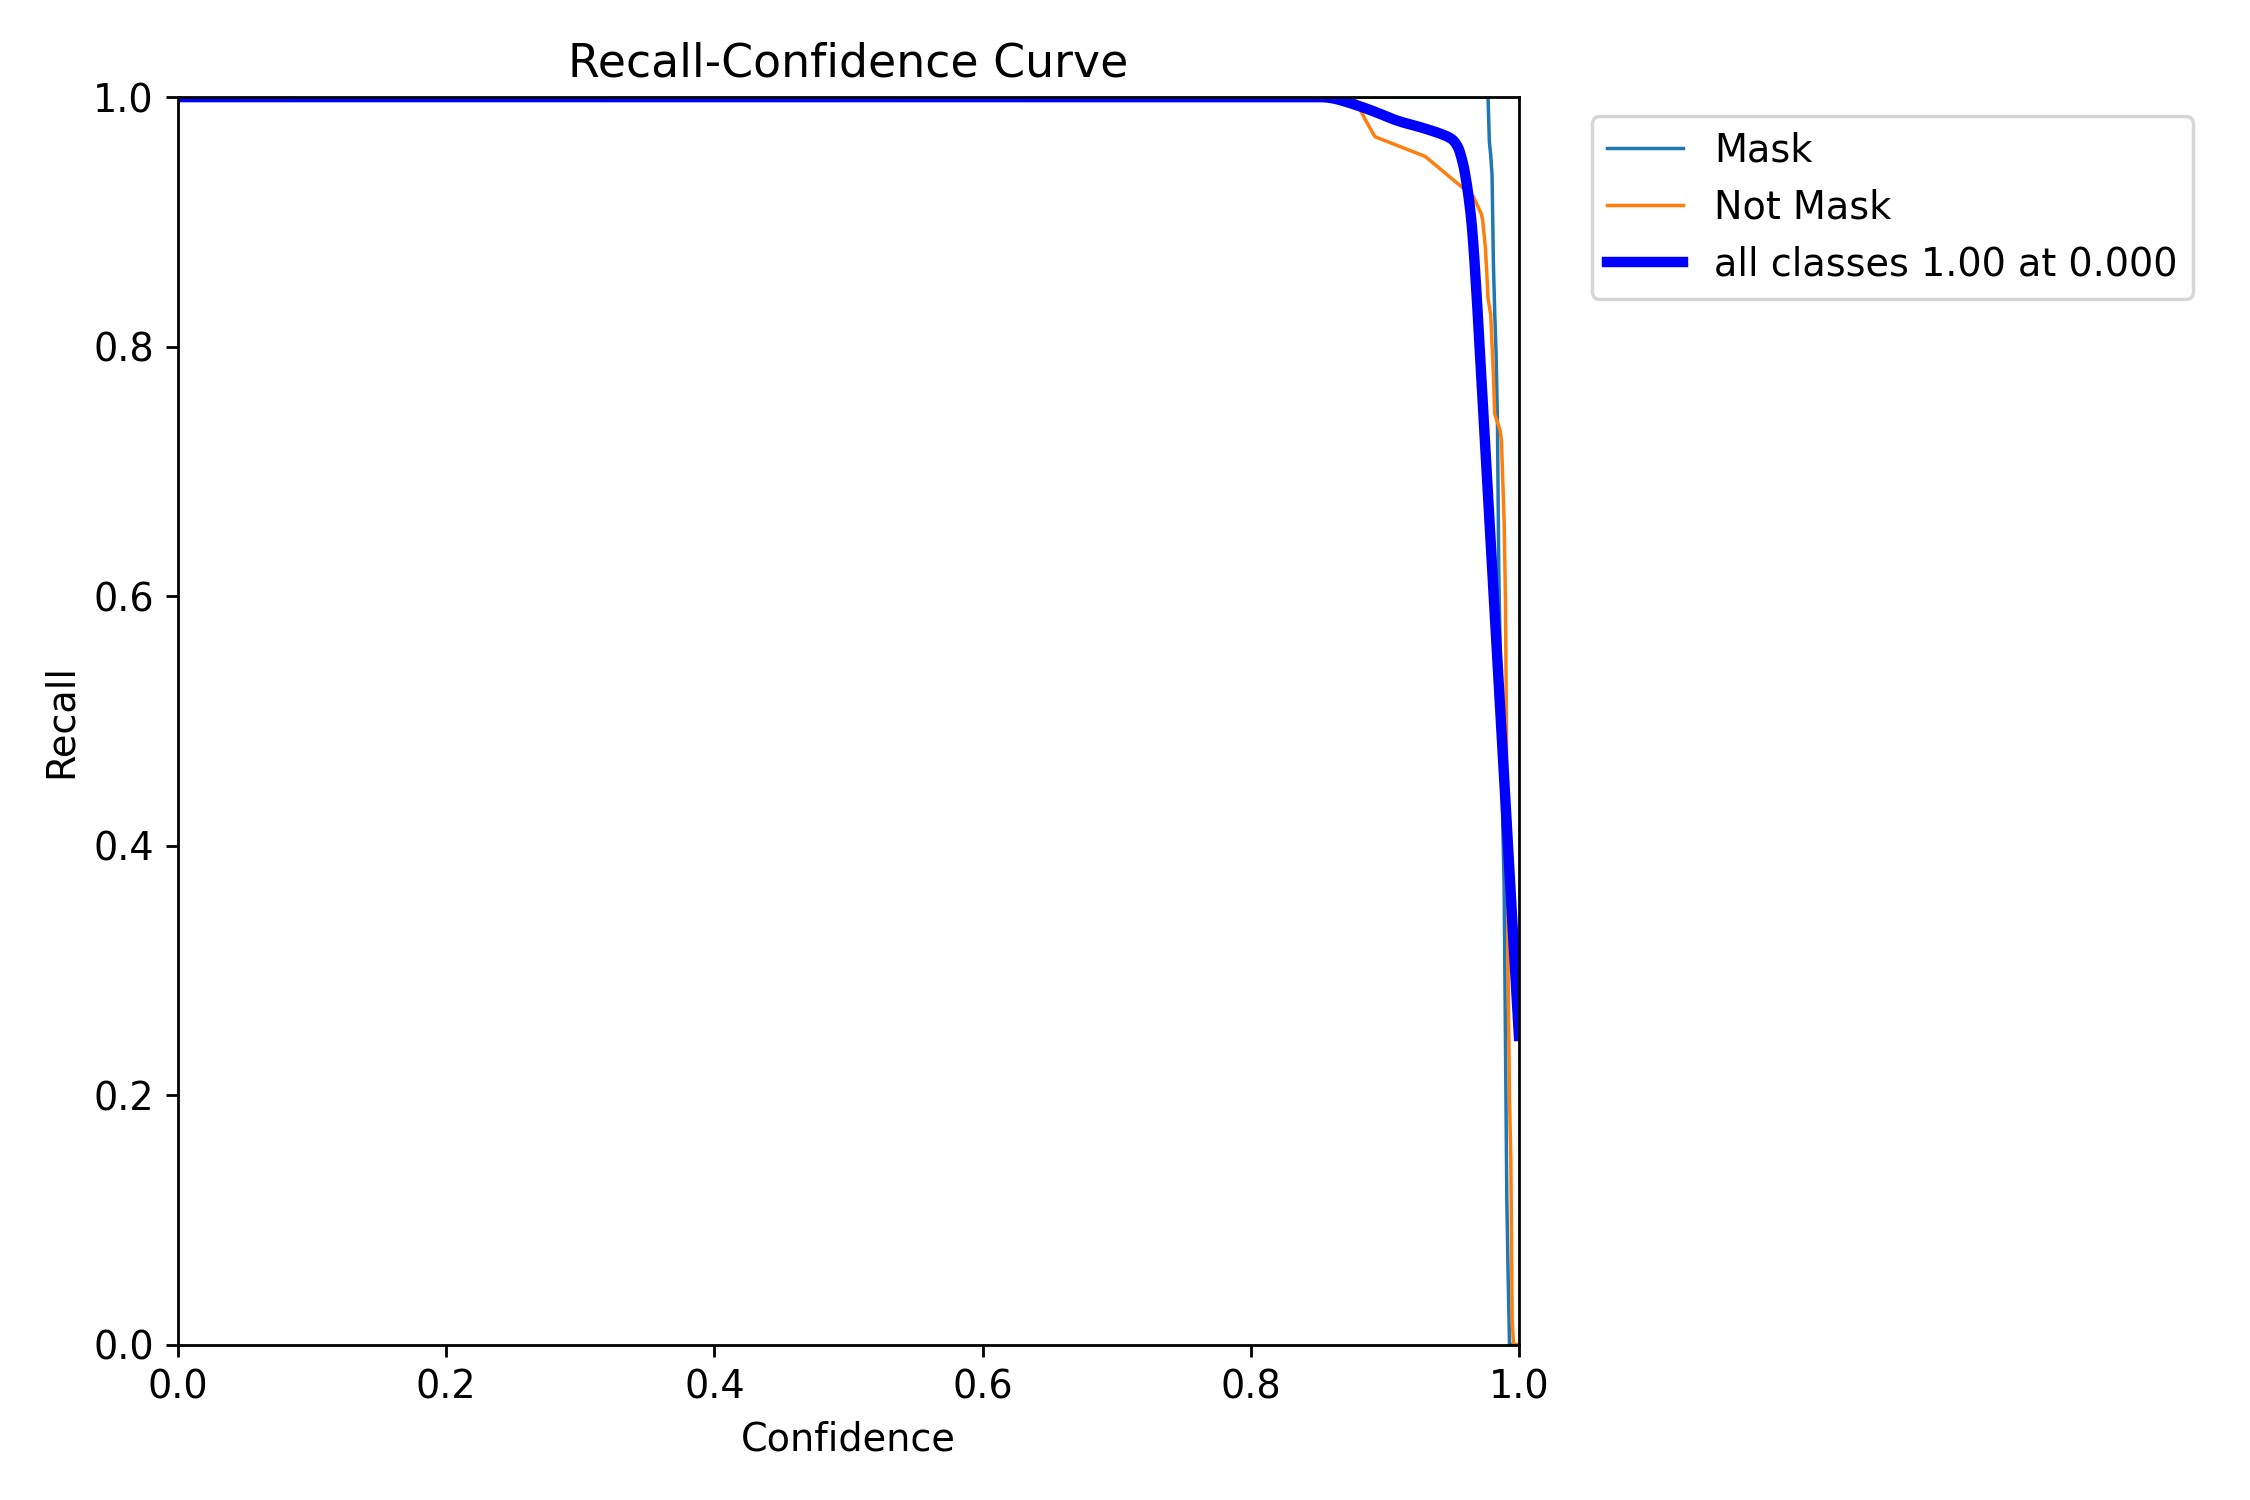 Recall-Confidence Curve
1.0
0.8
0.6
0.4
0.2
0.0
Recall
0.0 0.2 0.4 0.6 0.8 1.0
Confidence
Mask
Not Mask
all classes 1.00 at 0.000